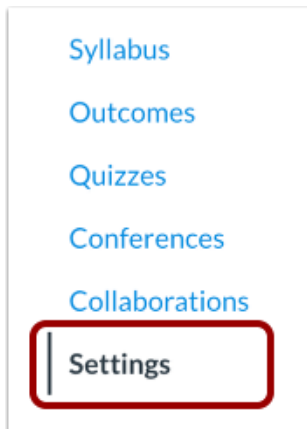 Syllabus
Outcomes
Quizzes
Conferences
Collaborations
Settings